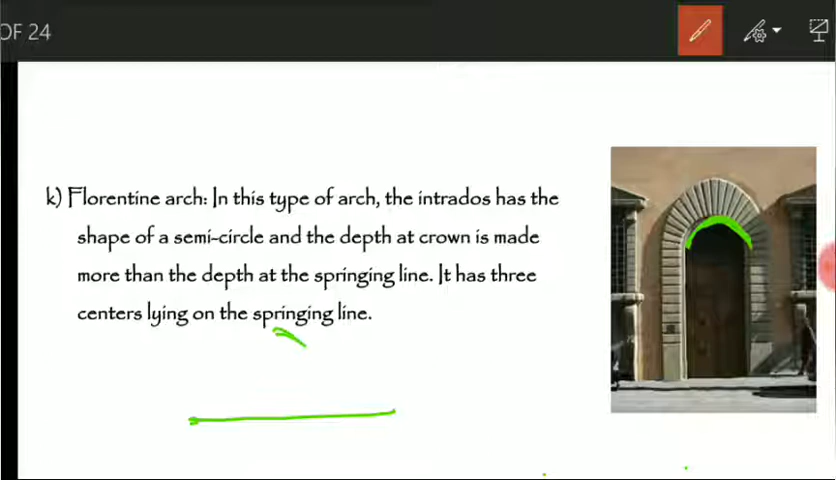 OF 24
k) Florentine arch: In this type of arch, the intrados has the
shape of a semi-circle and the depth at crown is made
more than the depth at the springing line. It has three
centers lying on the springing line.